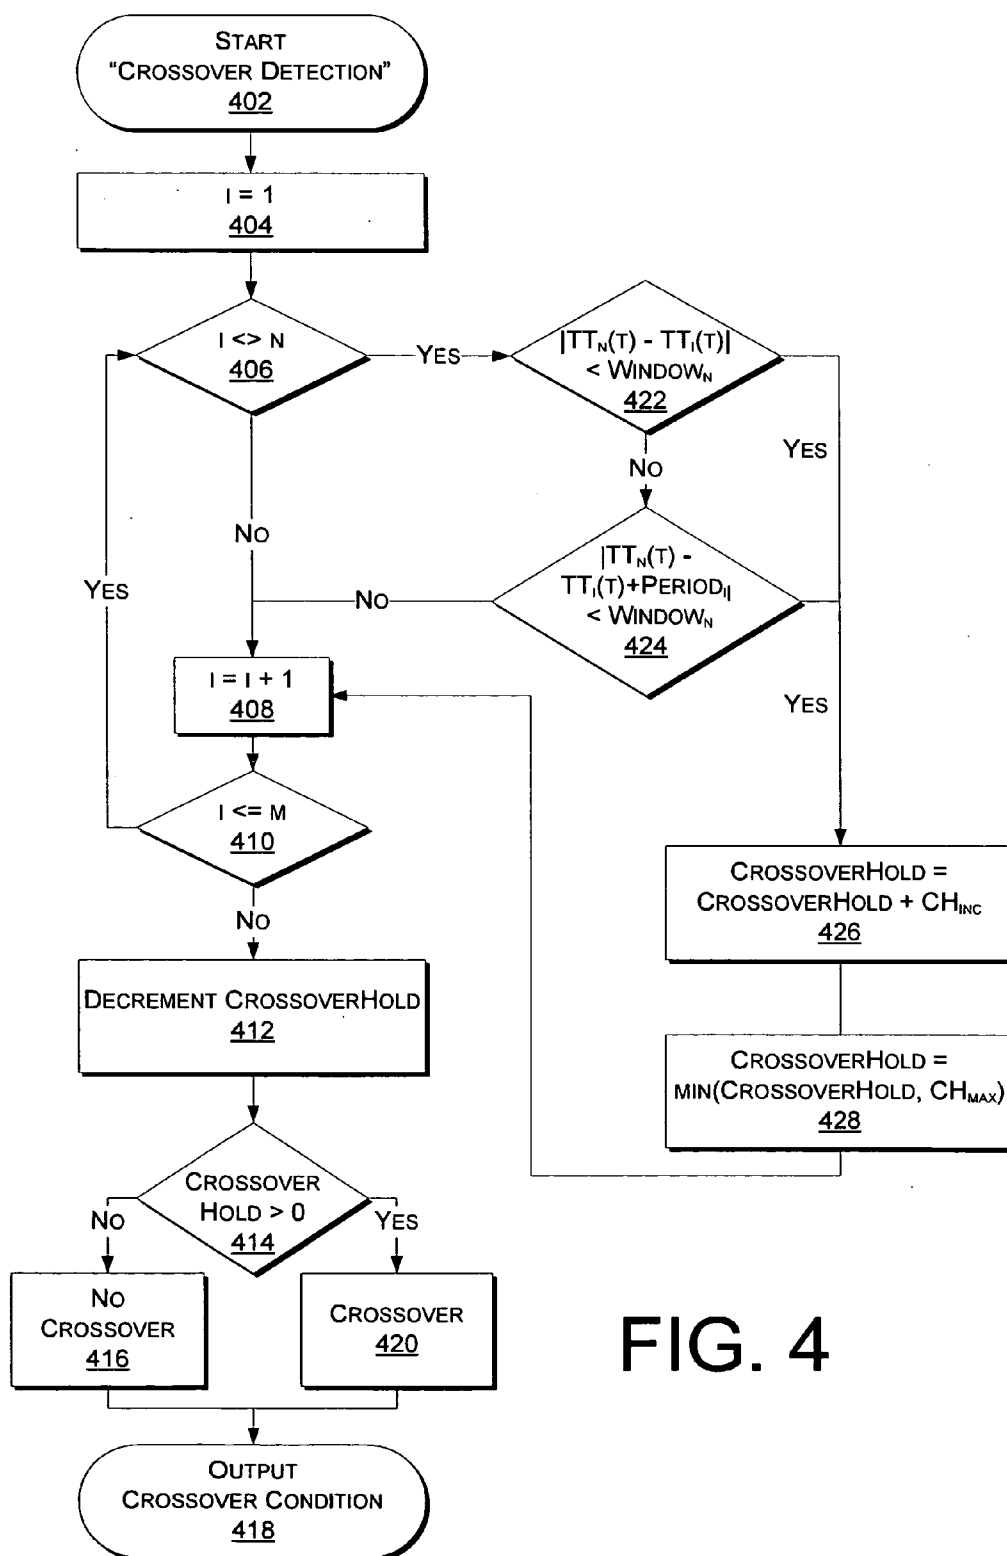 START
"CROSSOVER DETECTION"
402
I = 1
404
I <> N
406
YES
|TTN(T) - TTI(T)|
< WINDOWN
422
YES
NO
NO
|TTN(T) -
TTI(T)+PERIODI|
< WINDOWN
424
NO
YES
YES
I = I + 1
408
I <= M
410
NO
CROSSOVERHOLD =
CROSSOVERHOLD + CHINC
426
DECREMENT CROSSOVERHOLD
412
CROSSOVERHOLD =
MIN(CROSSOVERHOLD, CHMAX)
428
CROSSOVER
HOLD > 0
414
NO
YES
NO
CROSSOVER
416
CROSSOVER
420
FIG. 4
OUTPUT
CROSSOVER CONDITION
418